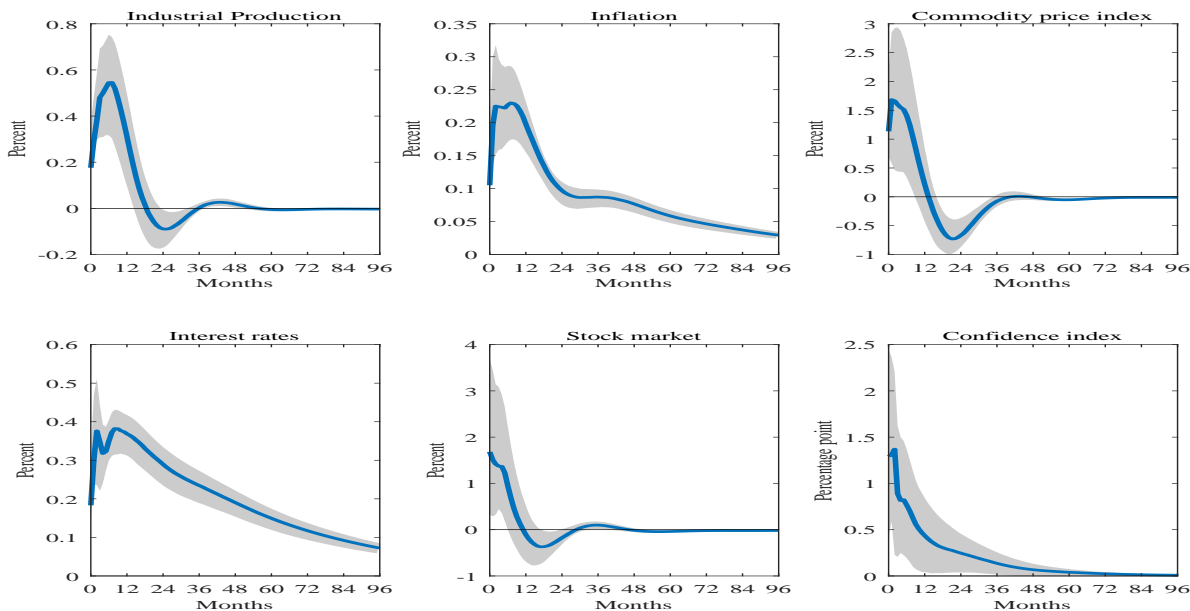 Industrial Production
Percent
0.8
0.6
0.4
0.2
0
-0.2
0 12 24 36 48 60 72 84 96
Months
Inflation
Percent
0.35
0.3
0.25
0.2
0.15
0.1
0.05
0
0 12 24 36 48 60 72 84 96
Months
Commodity price index
Percent
3
2.5
2
1.5
1
0.5
0
-0.5
-1
0 12 24 36 48 60 72 84 96
Months
Interest rates
Percent
0.6
0.5
0.4
0.3
0.2
0.1
0
0 12 24 36 48 60 72 84 96
Months
Stock market
Percent
4
3
2
1
0
-1
0 12 24 36 48 60 72 84 96
Months
Confidence index
Percentage point
2.5
2
1.5
1
0.5
0
0 12 24 36 48 60 72 84 96
Months